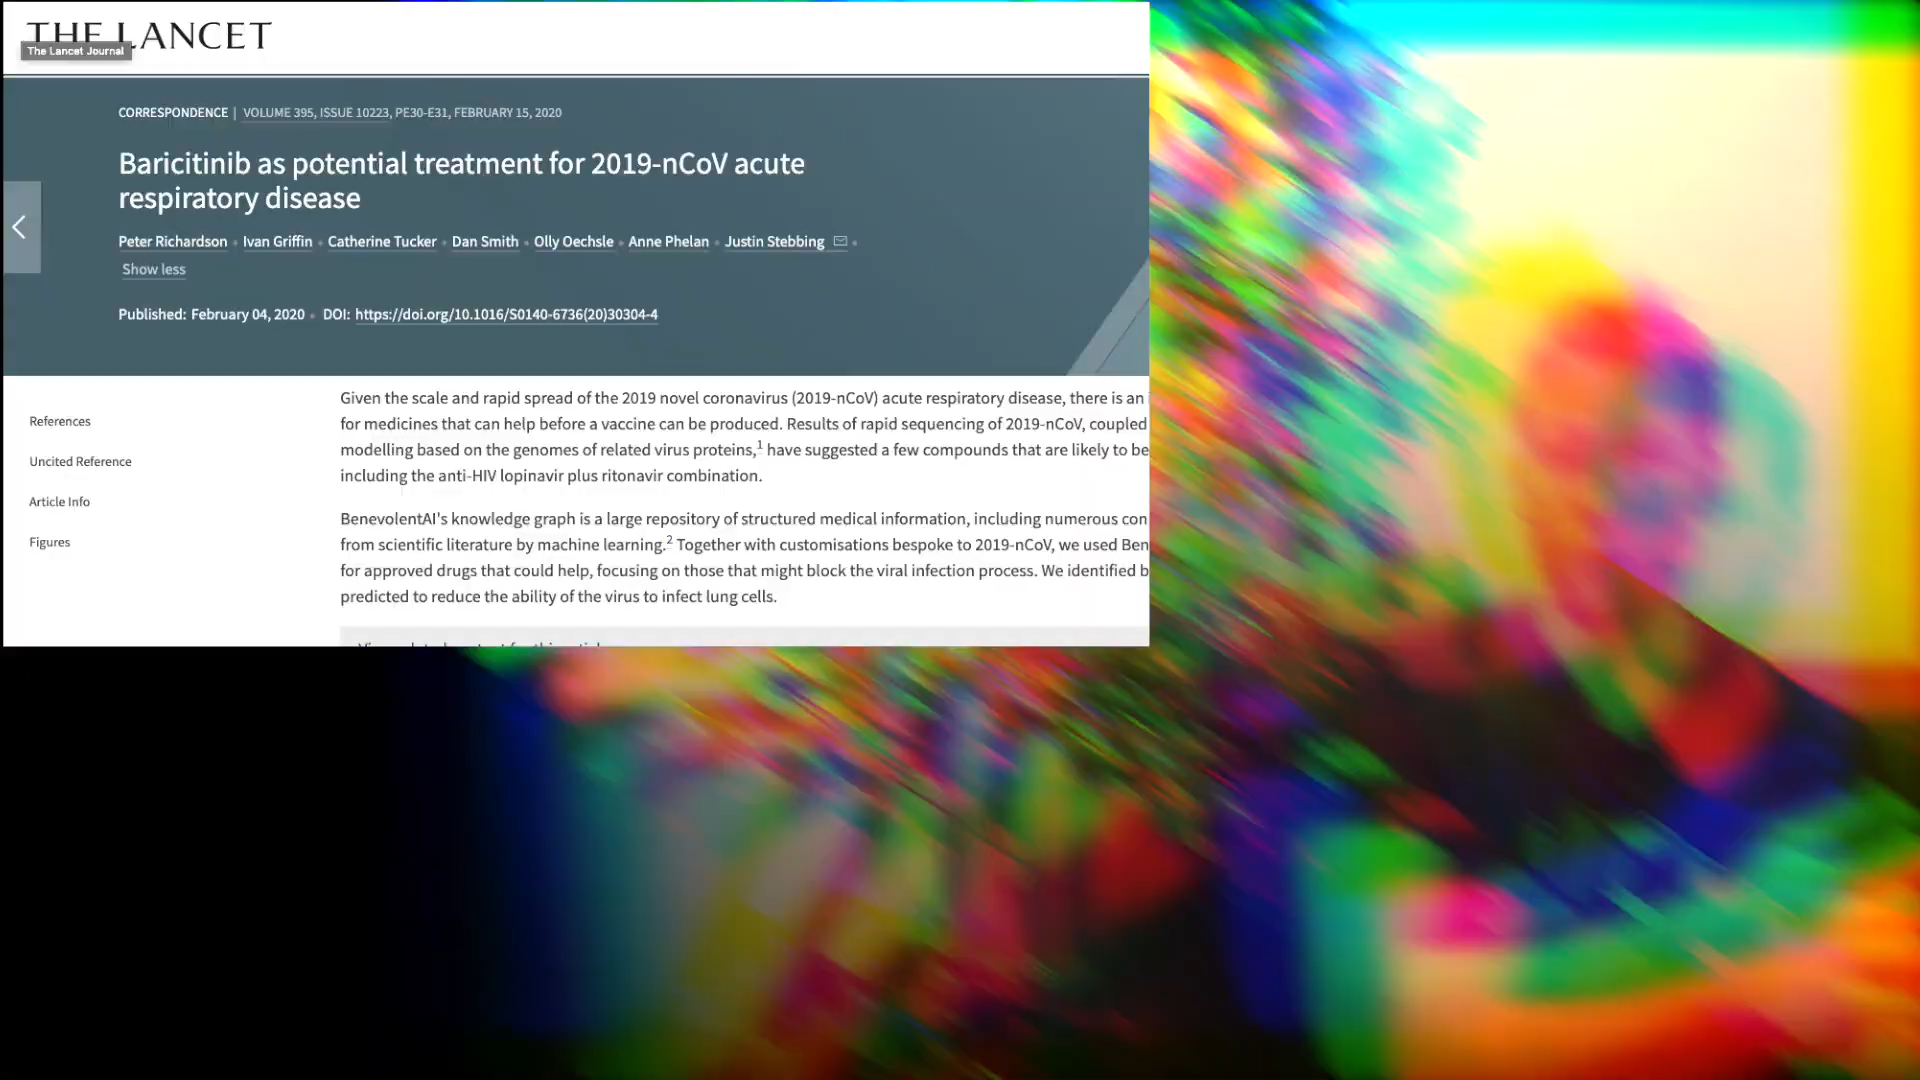 THE LANCET
The Lancet Journal
CORRESPONDENCE | VOLUME 395, ISSUE 10223, PE30-E31, FEBRUARY 15, 2020
Baricitinib as potential treatment for 2019-nCoV acute
respiratory disease
Peter Richardson • Ivan Griffin • Catherine Tucker • Dan Smith • Olly Oechsle • Anne Phelan • Justin Stebbing •
Show less
Published: February 04, 2020 • DOI: https://doi.org/10.1016/S0140-6736(20)30304-4
References
Uncited Reference
Article Info
Figures
Given the scale and rapid spread of the 2019 novel coronavirus (2019-nCoV) acute respiratory disease, there is an
for medicines that can help before a vaccine can be produced. Results of rapid sequencing of 2019-nCoV, coupled
modelling based on the genomes of related virus proteins,1 have suggested a few compounds that are likely to be
including the anti-HIV lopinavir plus ritonavir combination.
BenevolentAI's knowledge graph is a large repository of structured medical information, including numerous con
from scientific literature by machine learning.2 Together with customisations bespoke to 2019-nCoV, we used Ben
for approved drugs that could help, focusing on those that might block the viral infection process. We identified b
predicted to reduce the ability of the virus to infect lung cells.